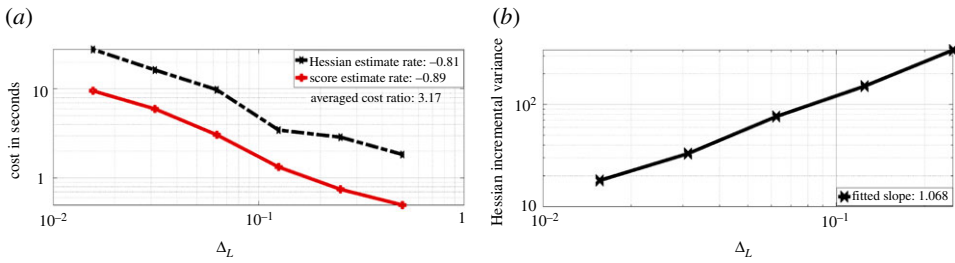 (a)
10
1
10⁻²
10⁻¹
1
cost in seconds
Δ_L
Hessian estimate rate: –0.81
score estimate rate: –0.89
averaged cost ratio: 3.17
(b)
10²
10
10⁻²
10⁻¹
Hessian incremental variance
Δ_L
fitted slope: 1.068